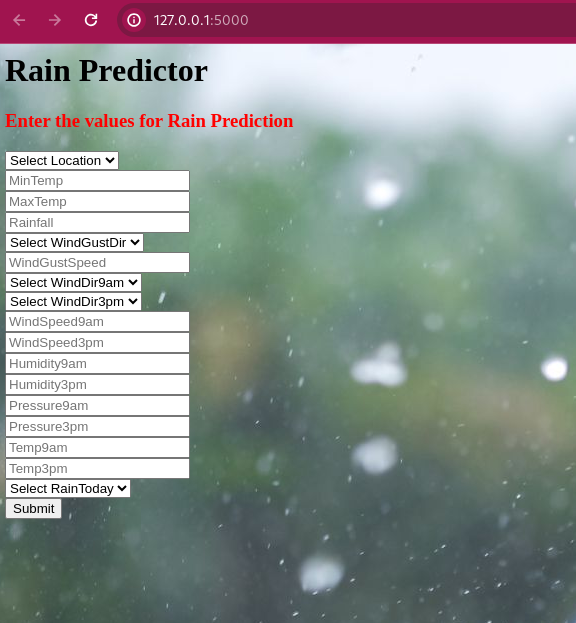 127.0.0.1:5000
Rain Predictor
Enter the values for Rain Prediction
Select Location
MinTemp
MaxTemp
Rainfall
Select WindGustDir
WindGustSpeed
Select WindDir9am
Select WindDir3pm
WindSpeed9am
WindSpeed3pm
Humidity9am
Humidity3pm
Pressure9am
Pressure3pm
Temp9am
Temp3pm
Select RainToday
Submit